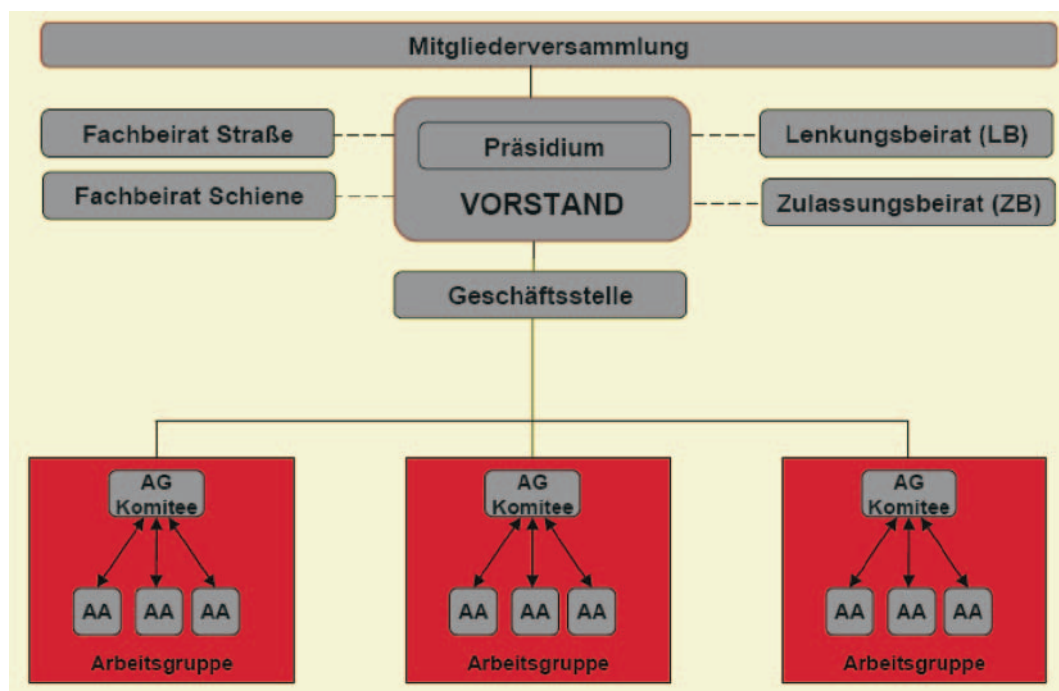 Mitgliederversammlung
Fachbeirat Straße
Präsidium
Lenkungsbeirat (LB)
Fachbeirat Schiene
VORSTAND
Zulassungsbeirat (ZB)
Geschäftsstelle
AG
Komitee
AA AA AA
Arbeitsgruppe
AG
Komitee
AA AA AA
Arbeitsgruppe
AG
Komitee
AA AA AA
Arbeitsgruppe